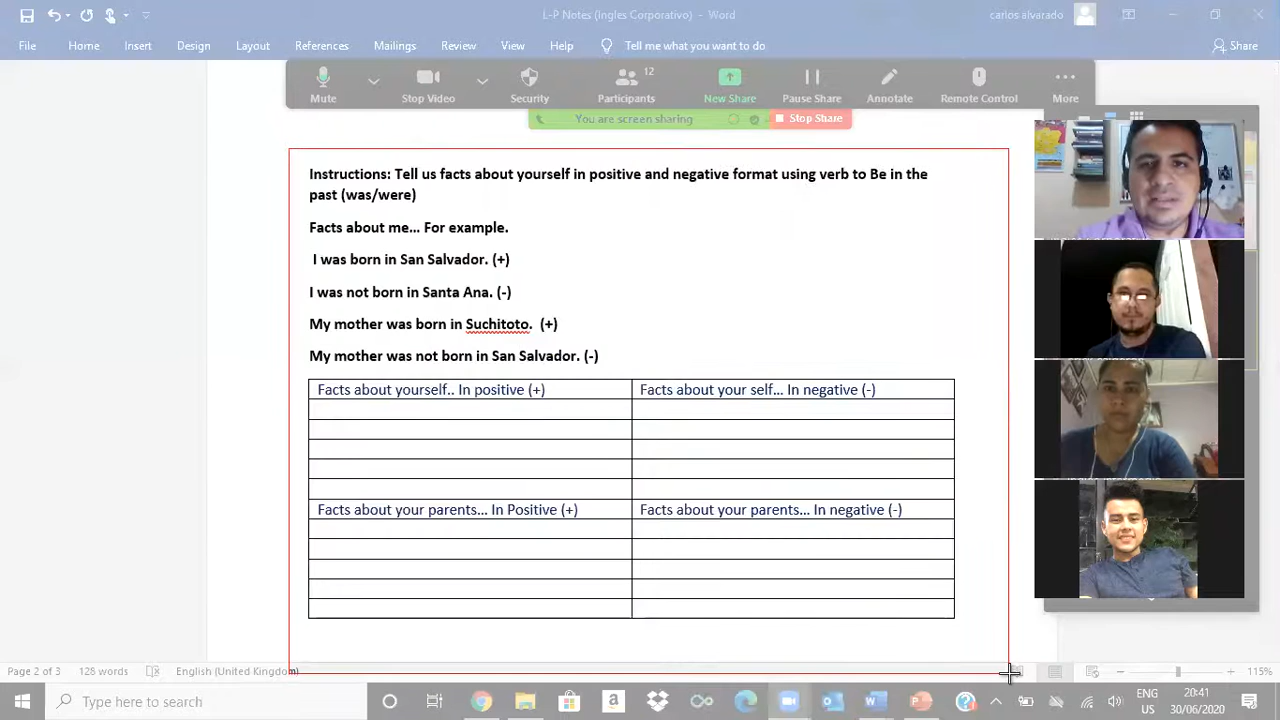 L-P Notes (Ingles Corporativo) - Word
carlos alvarado
File Home Insert Design Layout References Mailings Review View Help Tell me what you want to do Share
12
Mute Stop Video Security Participants New Share Pause Share Annotate Remote Control More
You are screen sharing Stop Share
Instructions: Tell us facts about yourself in positive and negative format using verb to Be in the
past (was/were)
Facts about me... For example.
I was born in San Salvador. (+)
I was not born in Santa Ana. (-)
My mother was born in Suchitoto. (+)
My mother was not born in San Salvador. (-)
Facts about yourself.. In positive (+) Facts about your self... In negative (-)
Facts about your parents... In Positive (+) Facts about your parents... In negative (-)
Page 2 of 3 128 words English (United Kingdom) 115%
Type here to search
ENG 20:41
US 30/06/2020